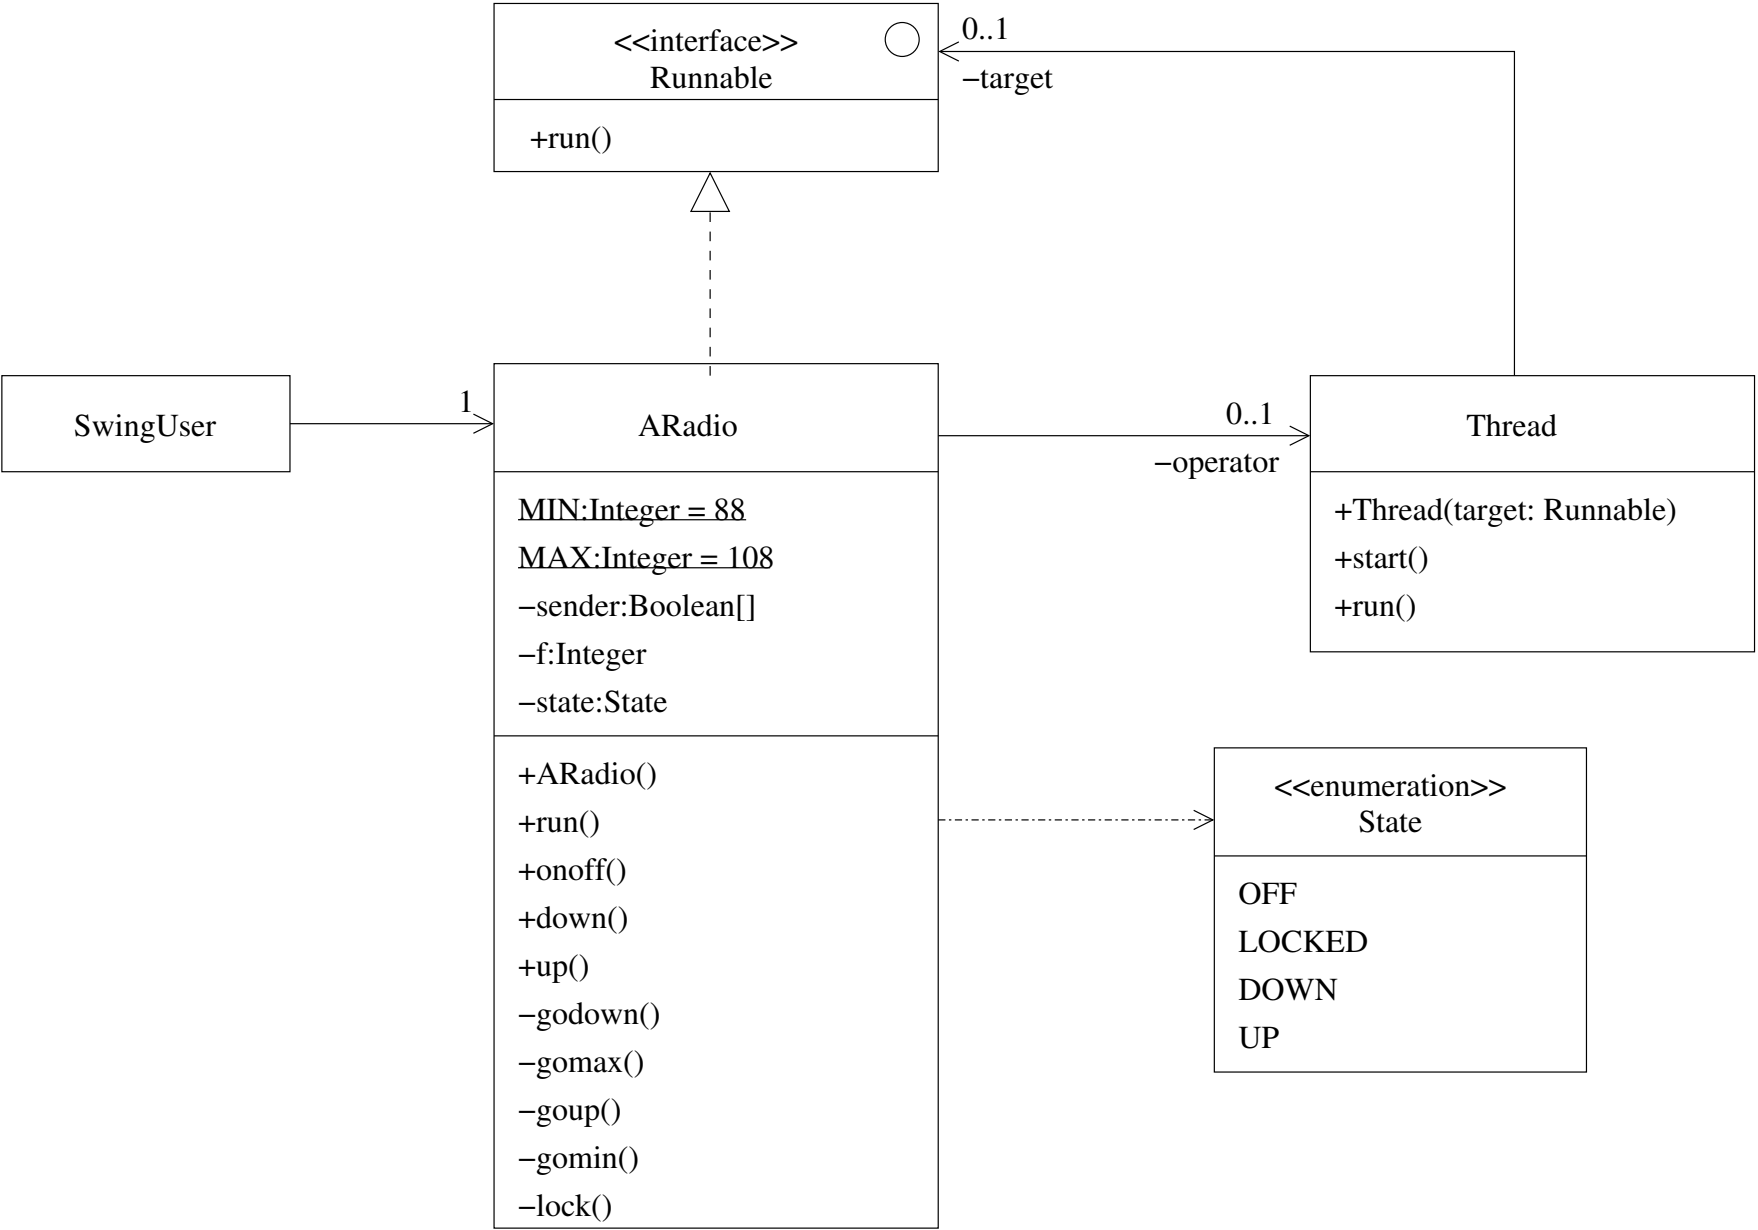 <<interface>>
Runnable
+run()
0..1
−target
SwingUser
1
ARadio
MIN:Integer = 88
MAX:Integer = 108
−sender:Boolean[]
−f:Integer
−state:State
+ARadio()
+run()
+onoff()
+down()
+up()
−godown()
−gomax()
−goup()
−gomin()
−lock()
0..1
−operator
Thread
+Thread(target: Runnable)
+start()
+run()
<<enumeration>>
State
OFF
LOCKED
DOWN
UP